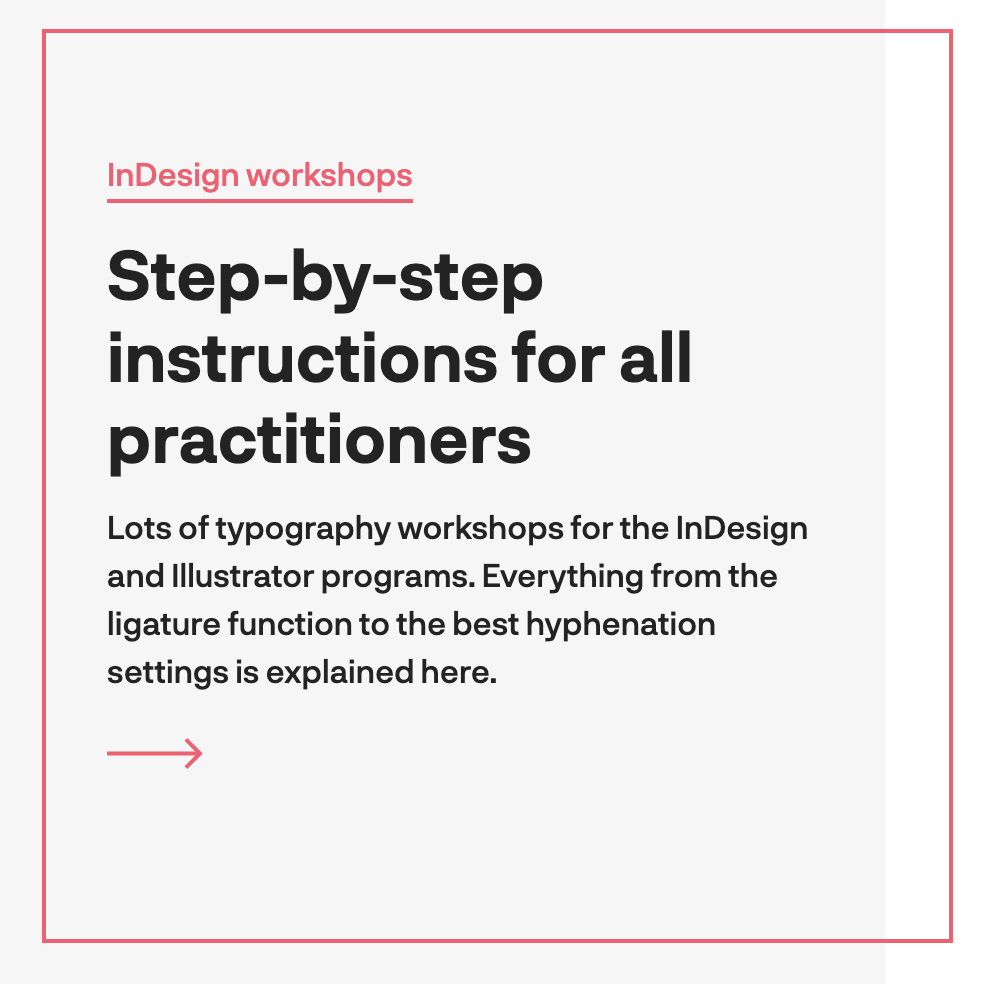 InDesign workshops
Step-by-step
instructions for all
practitioners
Lots of typography workshops for the InDesign
and Illustrator programs. Everything from the
ligature function to the best hyphenation
settings is explained here.